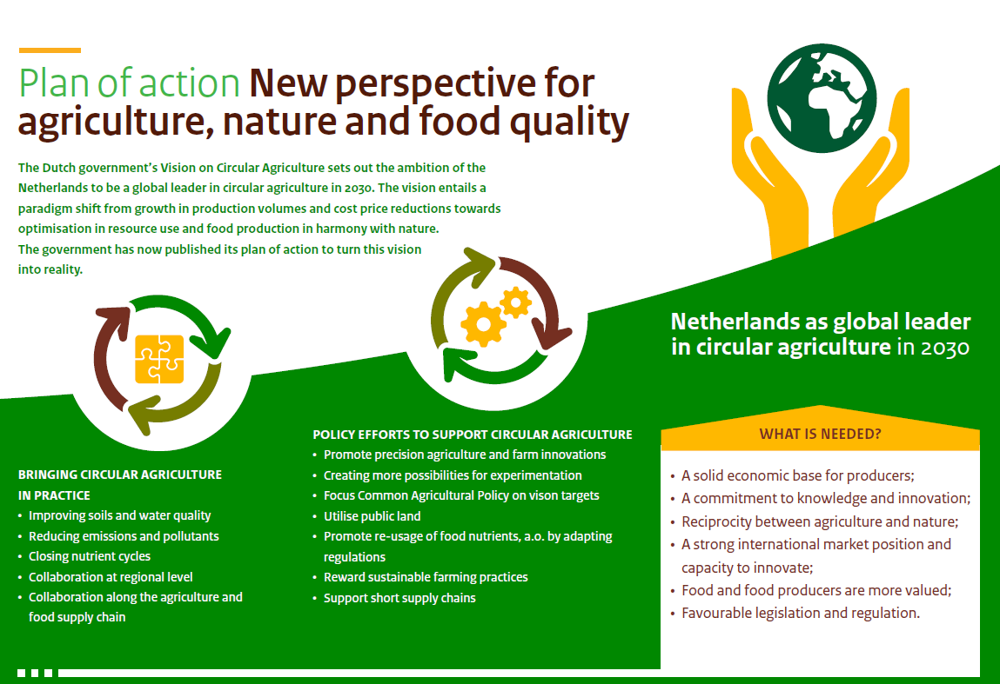 Plan of action New perspective for
agriculture, nature and food quality
The Dutch government's Vision on Circular Agriculture sets out the ambition of the
Netherlands to be a global leader in circular agriculture in 2030. The vision entails a
paradigm shift from growth in production volumes and cost price reductions towards
optimisation in resource use and food production in harmony with nature.
The government has now published its plan of action to turn this vision
into reality.
BRINGING CIRCULAR AGRICULTURE
IN PRACTICE
• Improving soils and water quality
• Reducing emissions and pollutants
• Closing nutrient cycles
• Collaboration at regional level
• Collaboration along the agriculture and
food supply chain
POLICY EFFORTS TO SUPPORT CIRCULAR AGRICULTURE
• Promote precision agriculture and farm innovations
• Creating more possibilities for experimentation
• Focus Common Agricultural Policy on vison targets
• Utilise public land
• Promote re-usage of food nutrients, a.o. by adapting
regulations
• Reward sustainable farming practices
• Support short supply chains
Netherlands as global leader
in circular agriculture in 2030
WHAT IS NEEDED?
• A solid economic base for producers;
• A commitment to knowledge and innovation;
• Reciprocity between agriculture and nature;
• A strong international market position and
capacity to innovate;
• Food and food producers are more valued;
• Favourable legislation and regulation.